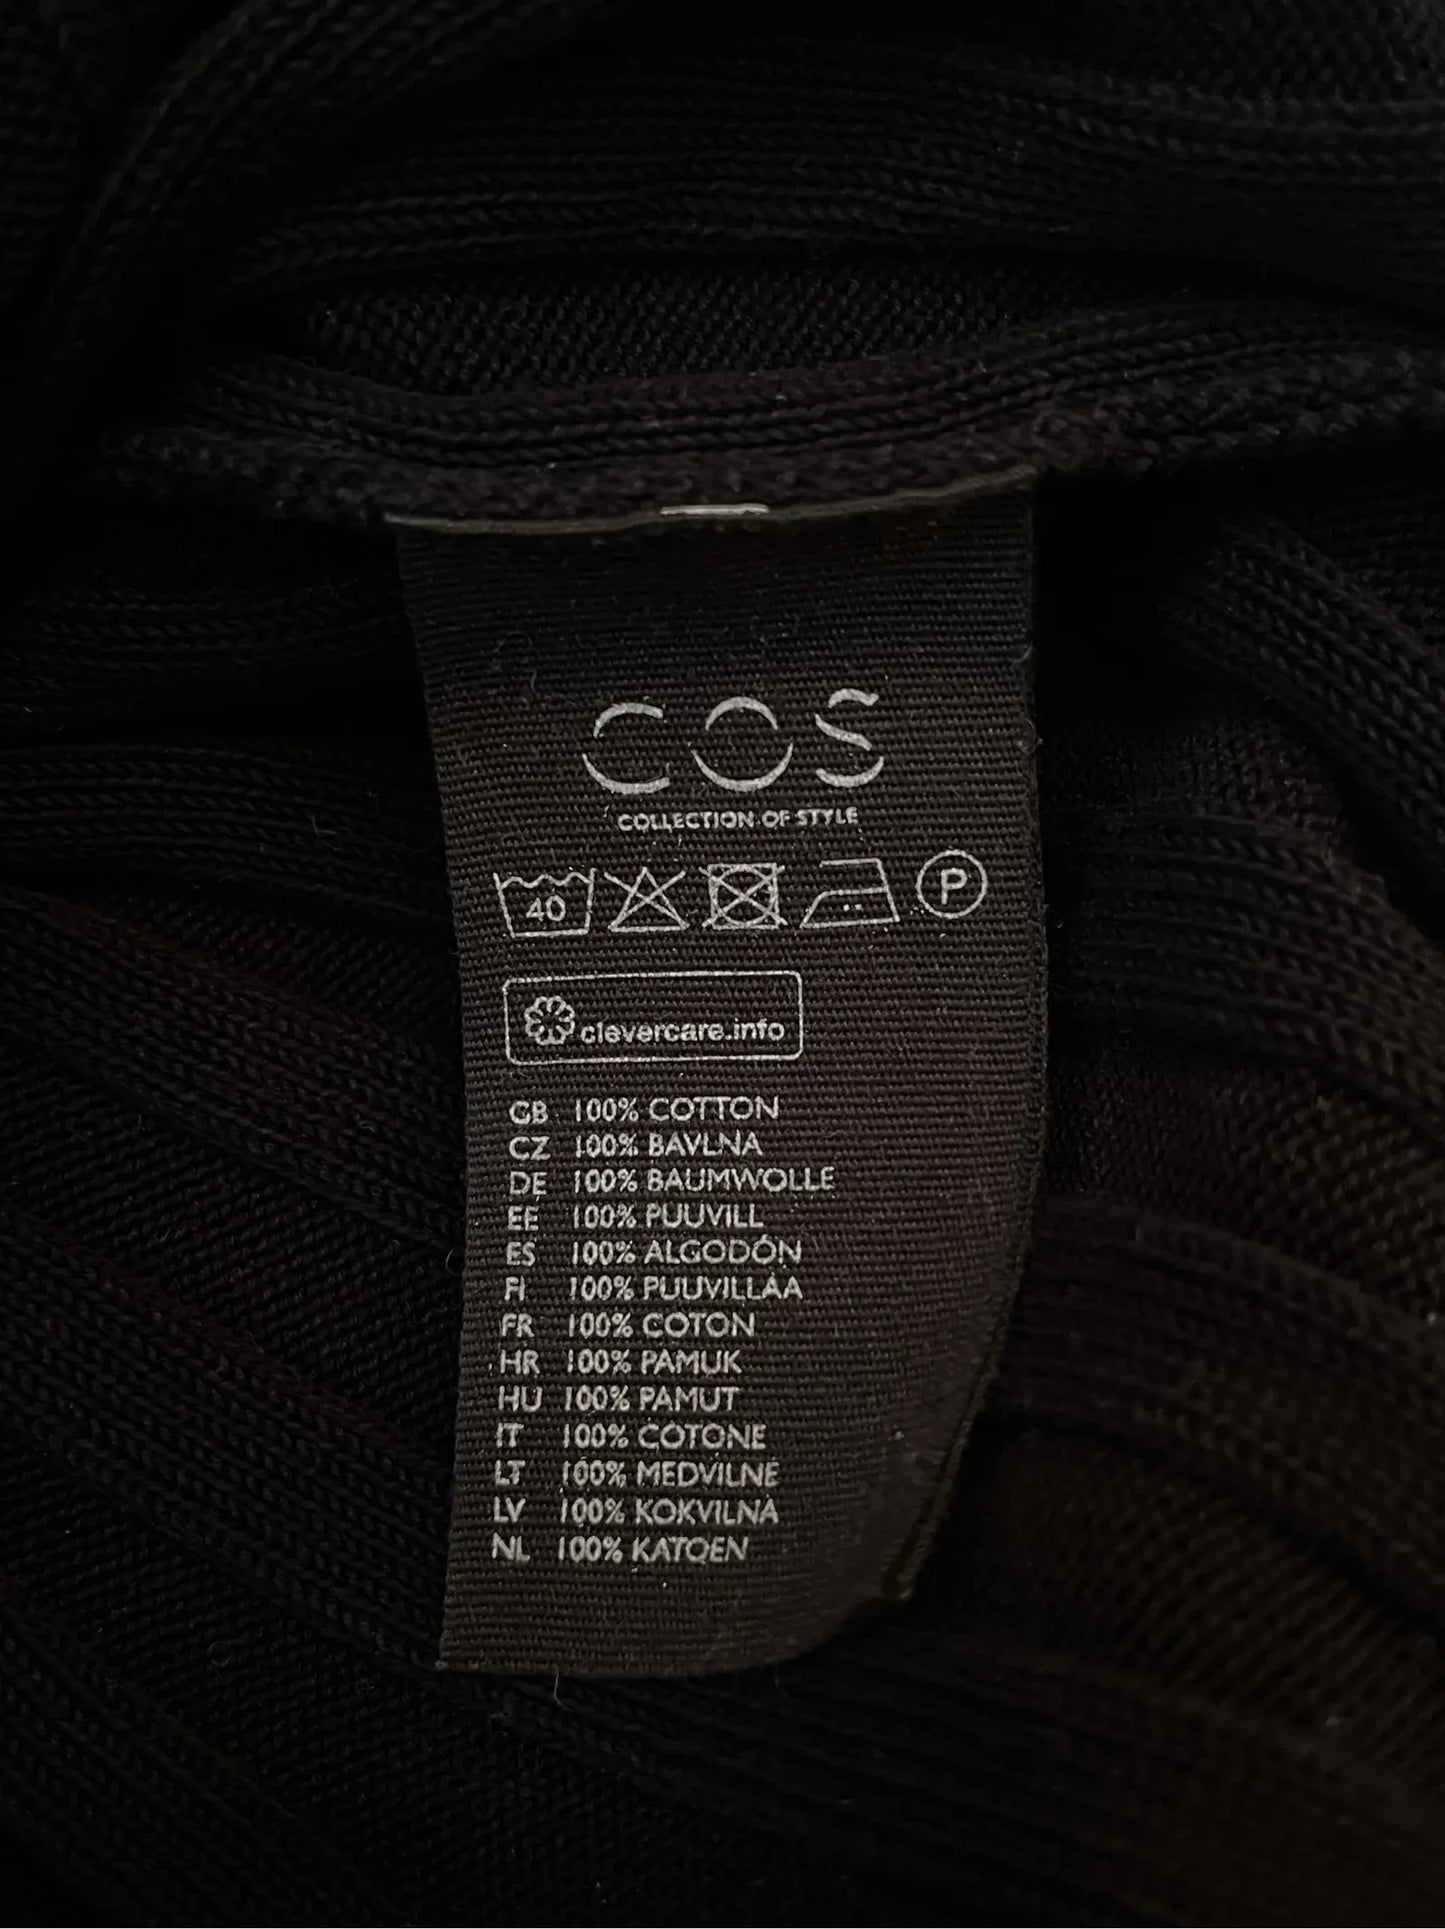 COS
COLLECTION OF STYLE
40 P
clevercare.info
GB 100% COTTON
CZ 100% BAVLNA
DE 100% BAUMWOLLE
EE 100% PUUVILL
ES 100% ALGODÓN
FI 100% PUUVILLAA
FR 100% COTON
HR 100% PAMUK
HU 100% PAMUT
IT 100% COTONE
LT 100% MEDVILNĖ
LV 100% KOKVILNA
NL 100% KATOEN